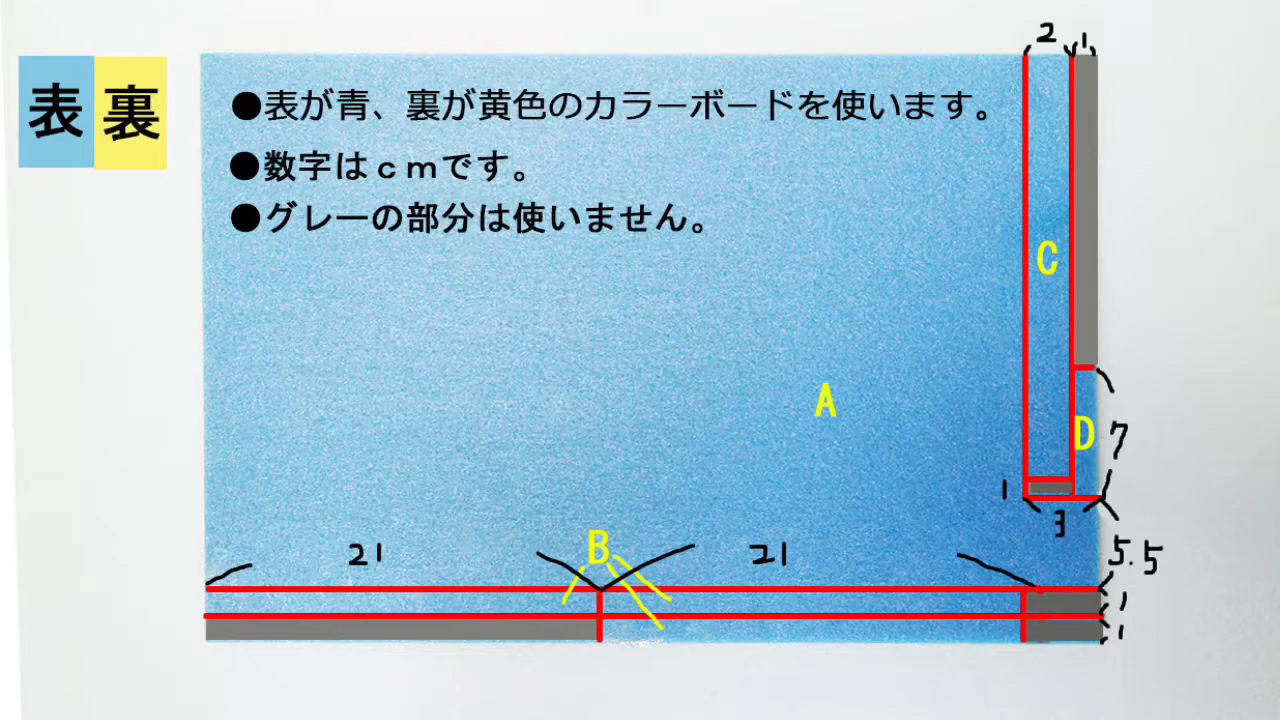 表 裏
●表が青、裏が黄色のカラーボードを使います。
●数字はcmです。
●グレーの部分は使いません。
2 1
C
A
D 7
1
3
B
21 21 5.5
1
1